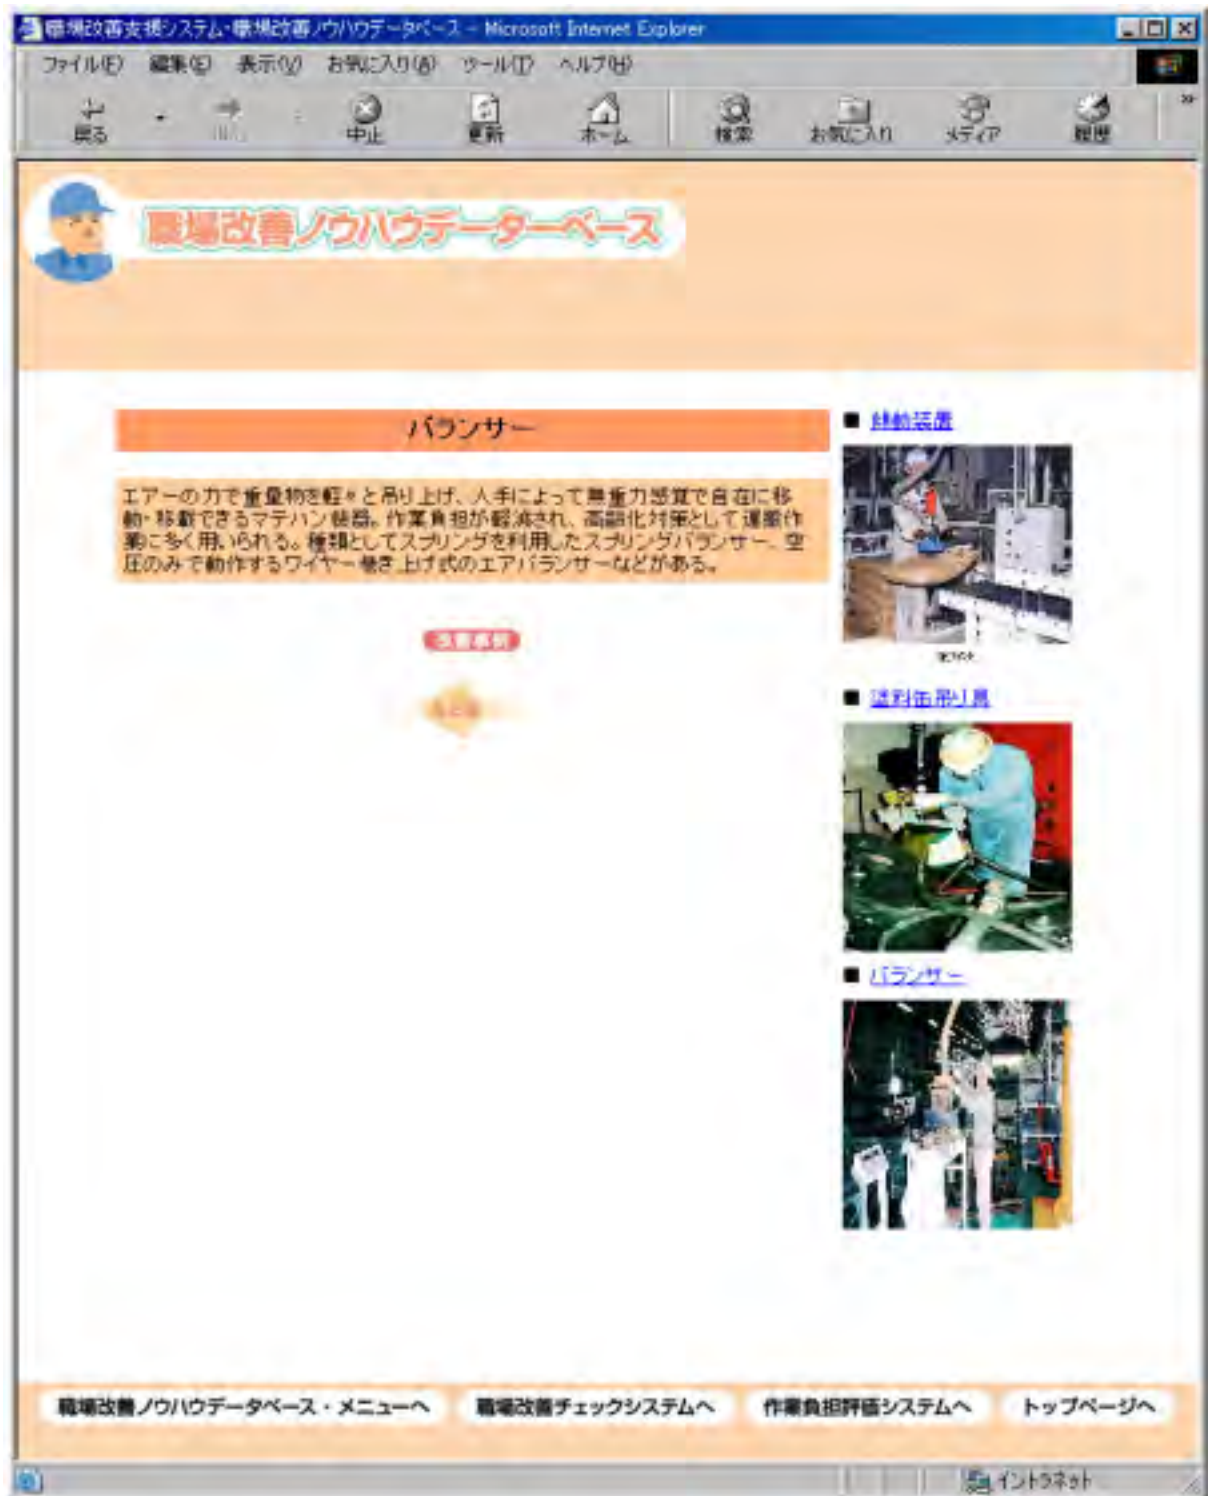 職場改善支援システム・職場改善ノウハウデータベース - Microsoft Internet Explorer
ファイル(F) 編集(E) 表示(V) お気に入り(A) ツール(T) ヘルプ(H)
戻る 中止 更新 ホーム 検索 お気に入り メディア 履歴
職場改善ノウハウデーターベース
バランサー
エアーの力で重量物を軽々と吊り上げ、人手によって無重力感覚で自在に移
動・移載できるマテハン機器。作業負担が軽減され、高齢化対策として運搬作
業に多く用いられる。種類としてスプリングを利用したスプリングバランサー、空
圧のみで動作するワイヤー巻き上げ式のエアバランサーなどがある。
改善事例
■ 傾動装置
■ 塗料缶吊り具
■ バランサー
職場改善ノウハウデータベース・メニューへ 職場改善チェックシステムへ 作業負担評価システムへ トップページへ
イントラネット